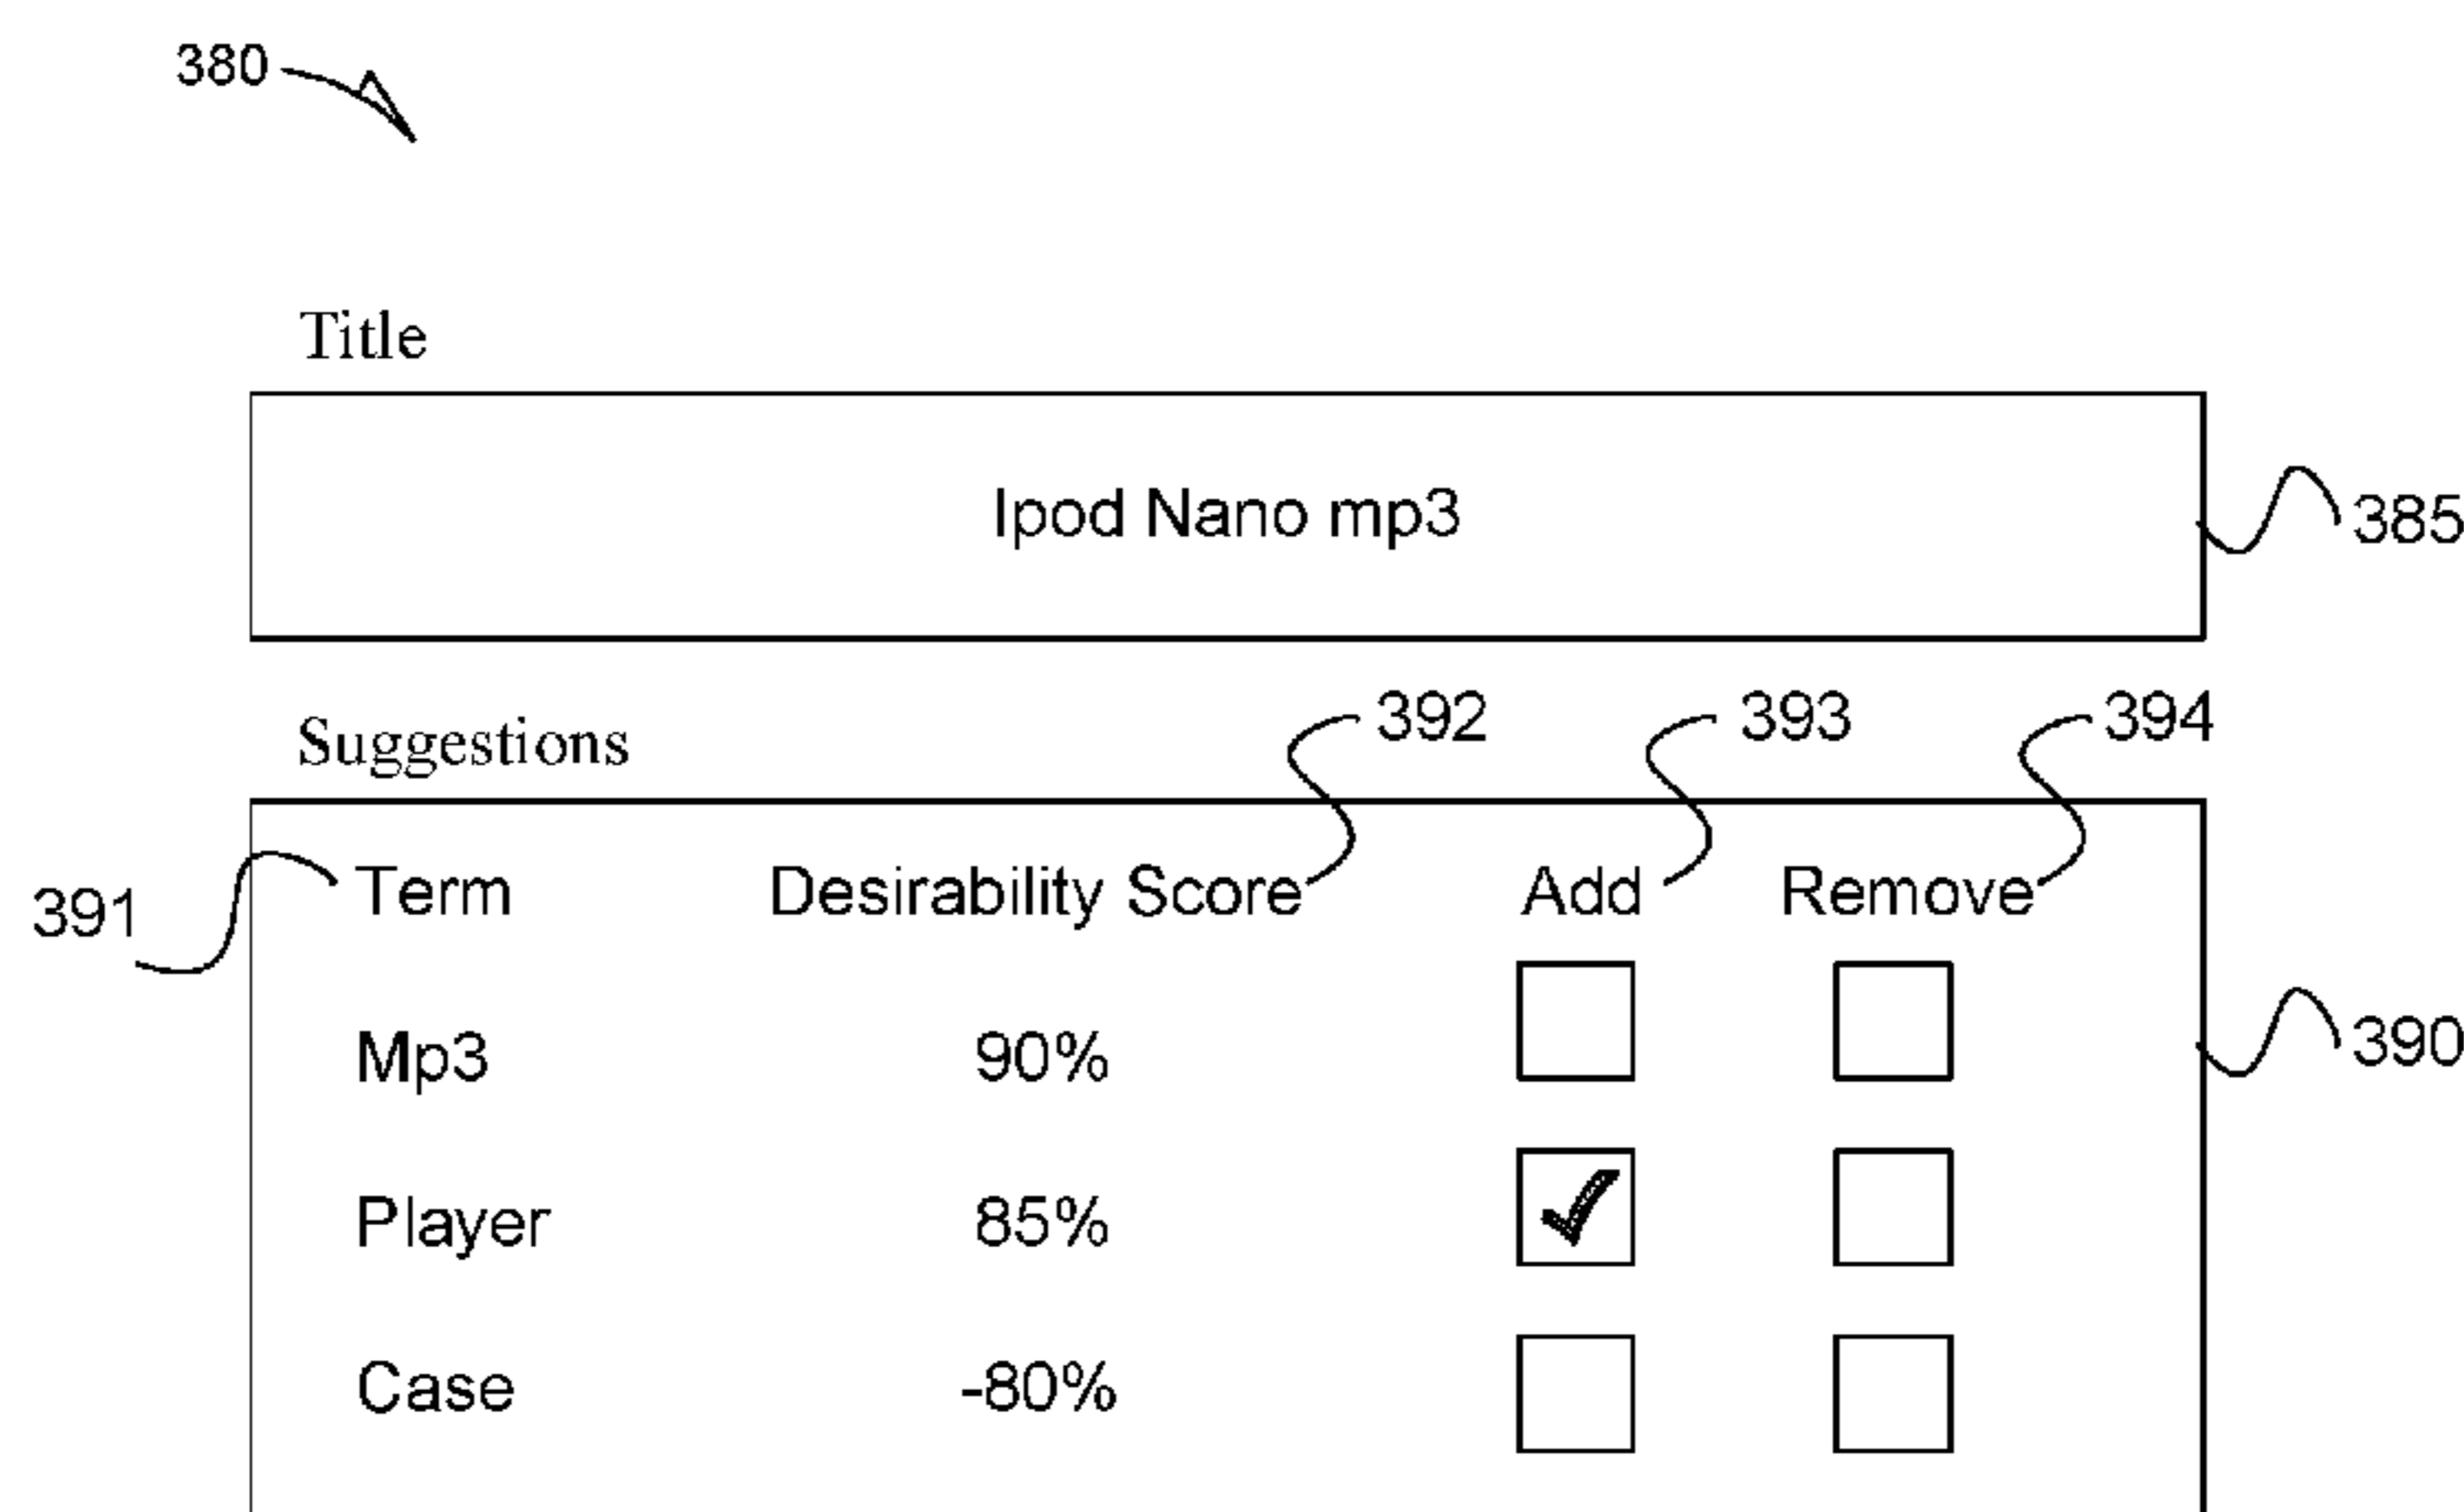 380
Title
Ipod Nano mp3
385
Suggestions
392
393
394
391
Term Desirability Score Add Remove
Mp3 90%
390
Player 85%
Case -80%